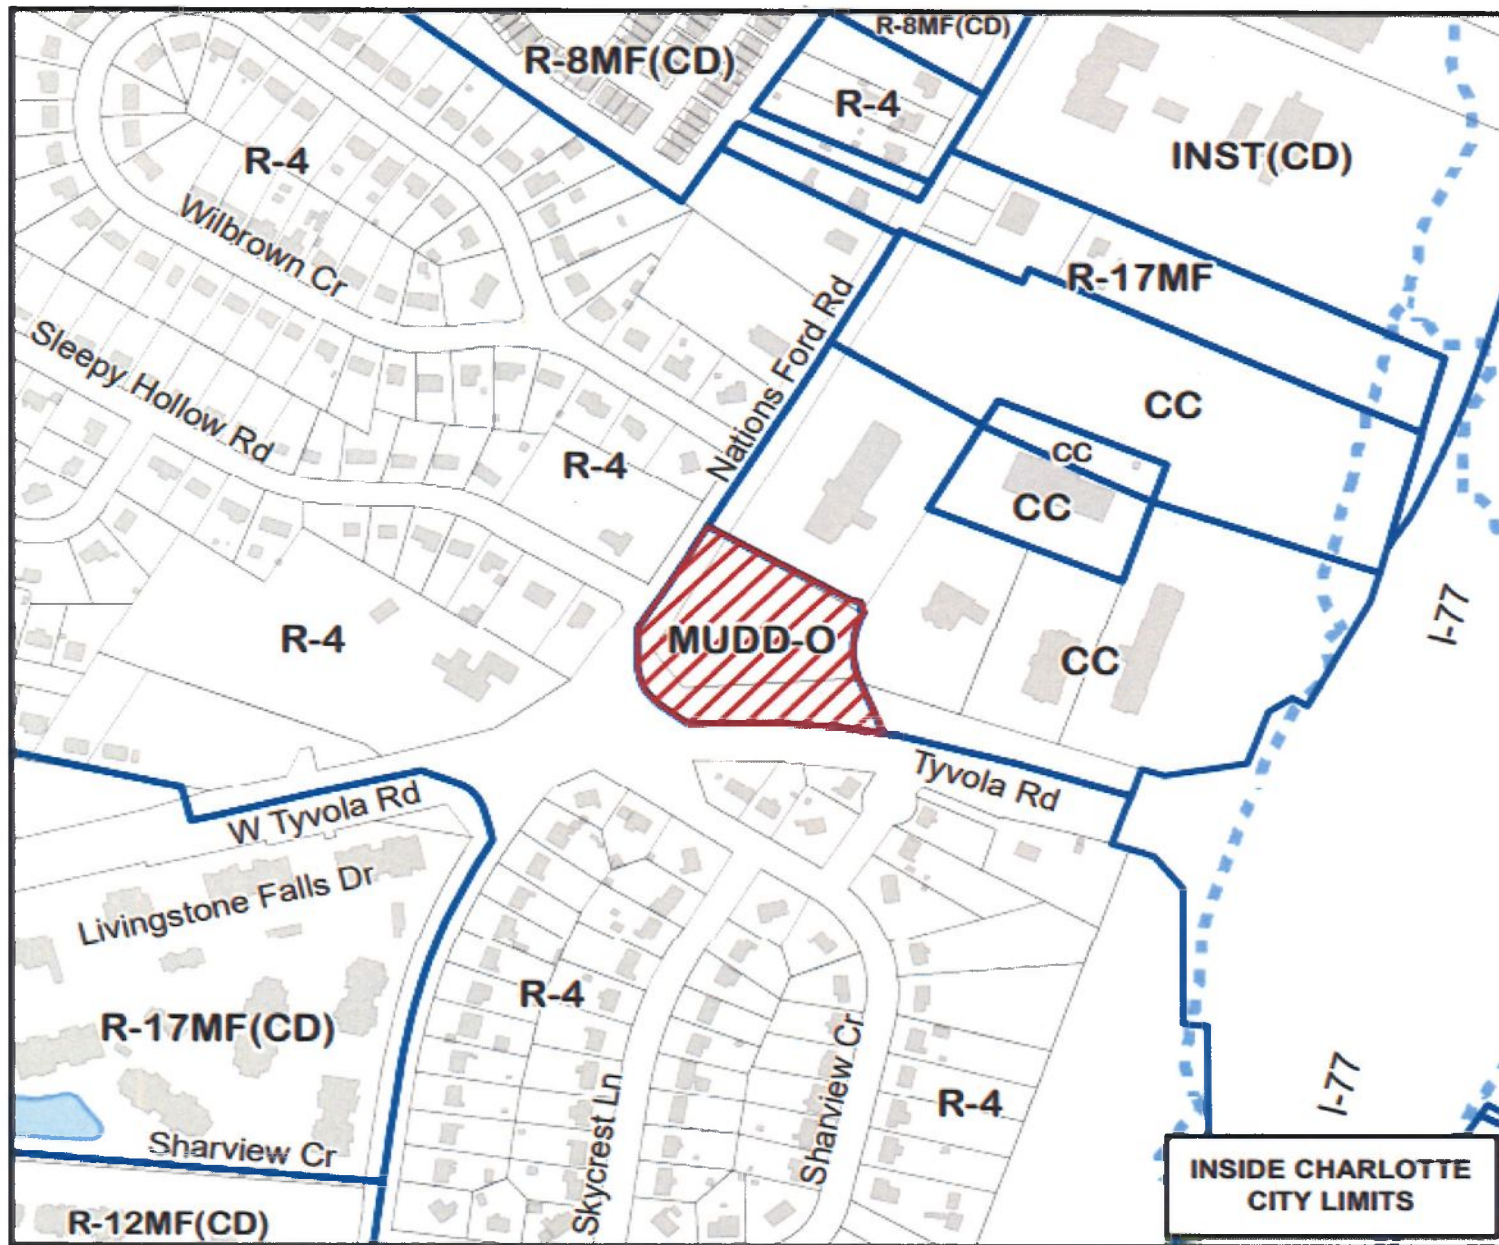 R-8MF(CD)
R-8MF(CD)
R-4
R-4
INST(CD)
Wilbrown Cr
R-17MF
Nations Ford Rd
Sleepy Hollow Rd
CC
CC
R-4
CC
I-77
R-4
MUDD-O
CC
Tyvola Rd
W Tyvola Rd
Livingstone Falls Dr
R-4
R-17MF(CD)
Sharview Cr
I-77
R-4
Skycrest Ln
Sharview Cr
R-12MF(CD)
INSIDE CHARLOTTE
CITY LIMITS